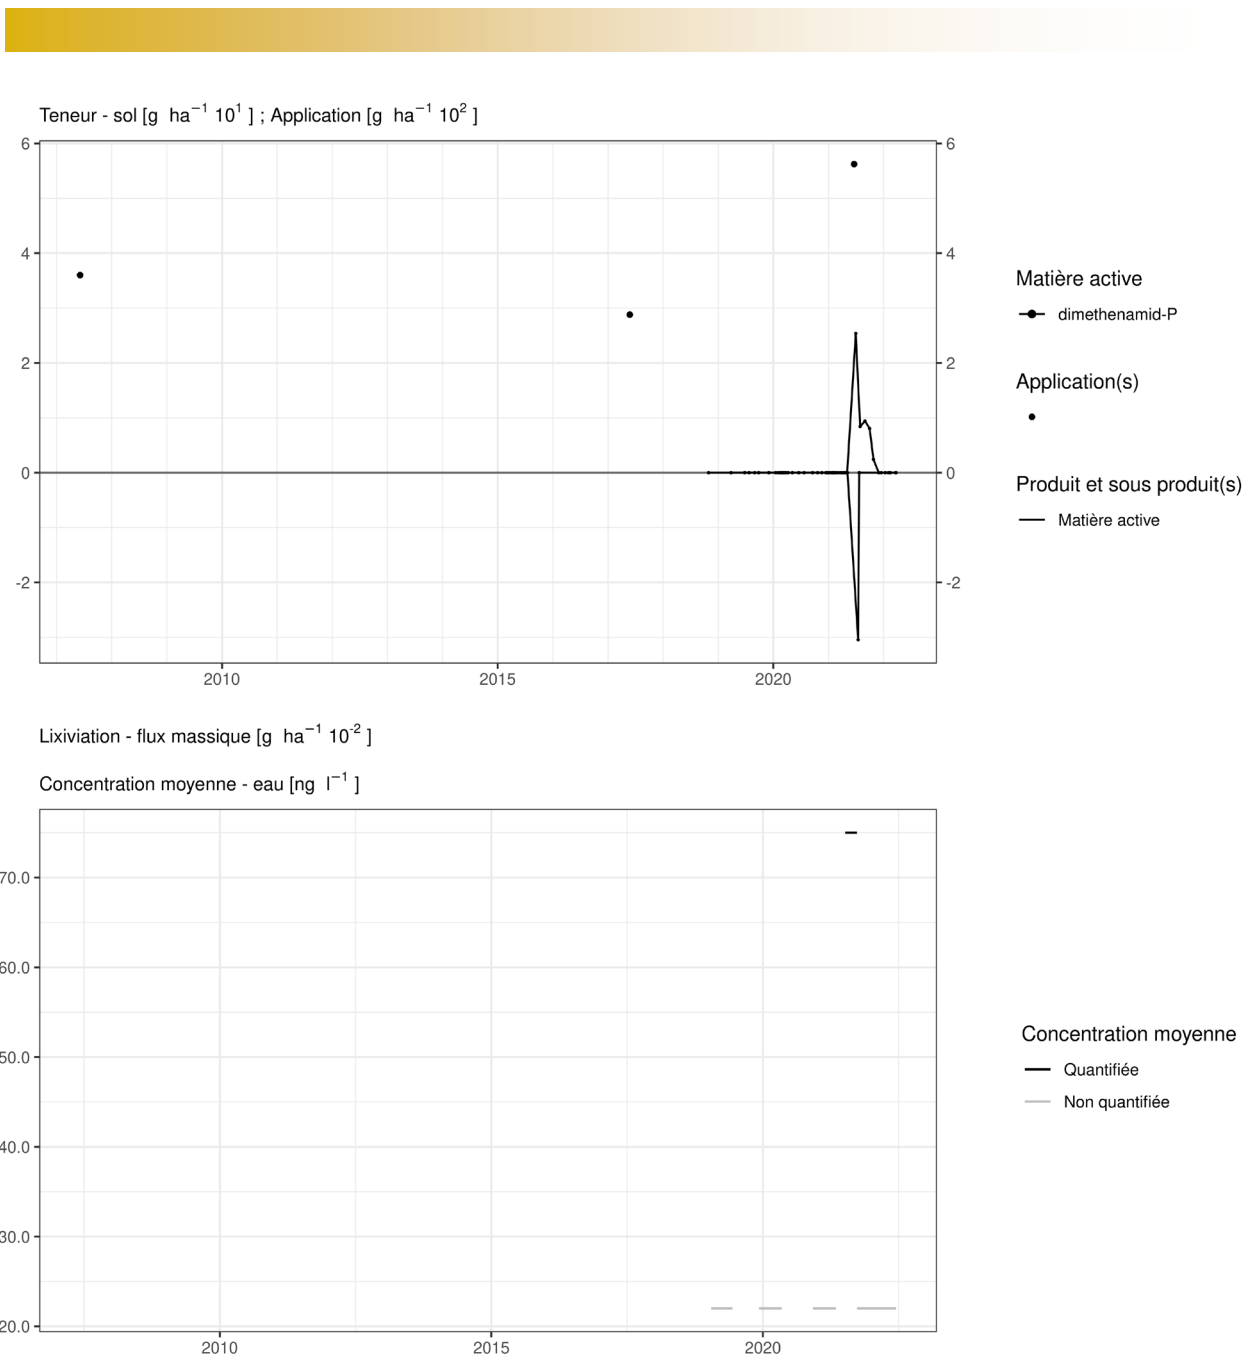 Teneur - sol [g ha⁻¹ 10¹ ] ; Application [g ha⁻¹ 10² ]
6 6
4 4
2 2
0 0
-2 -2
2010 2015 2020
Matière active
dimethenamid-P
Application(s)
Produit et sous produit(s)
Matière active
Lixiviation - flux massique [g ha⁻¹ 10⁻² ]
Concentration moyenne - eau [ng l⁻¹ ]
70.0
60.0
50.0
40.0
30.0
20.0
2010 2015 2020
Concentration moyenne
Quantifiée
Non quantifiée